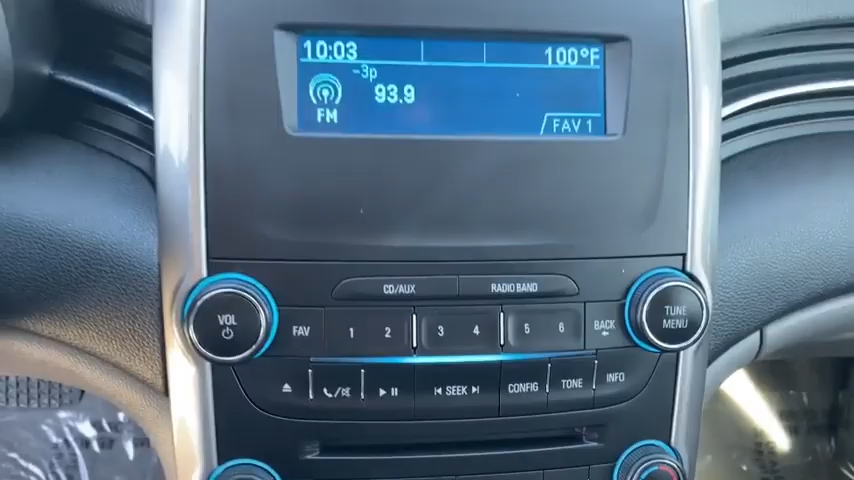 10:03 100°F
-3p
93.9
FM FAV 1
CD/AUX RADIO BAND
VOL FAV 1 2 3 4 5 6 BACK TUNE
MENU
SEEK CONFIG TONE INFO